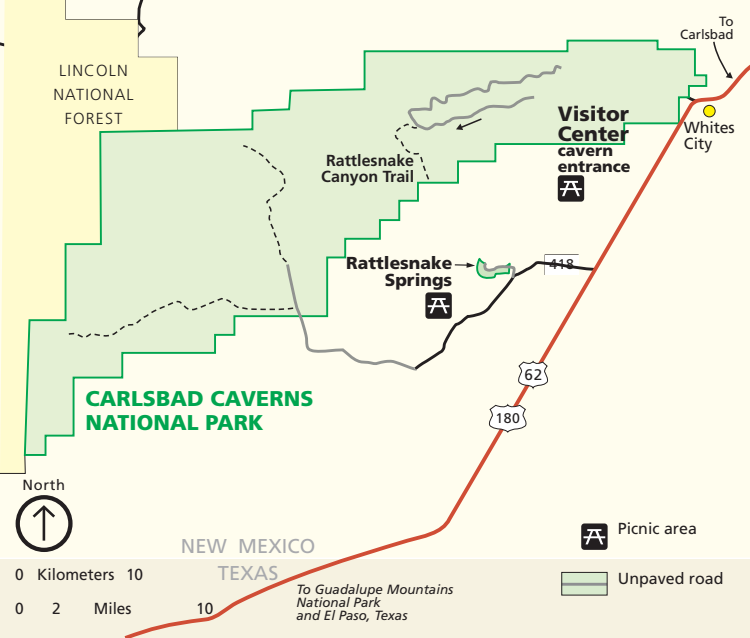 To
Carlsbad
LINCOLN
NATIONAL
FOREST
Visitor
Center
cavern
entrance
Whites
City
Rattlesnake
Canyon Trail
Rattlesnake
Springs
418
62
180
CARLSBAD CAVERNS
NATIONAL PARK
North
NEW MEXICO
TEXAS
Picnic area
Unpaved road
0 Kilometers 10
0 2 Miles 10
To Guadalupe Mountains
National Park
and El Paso, Texas